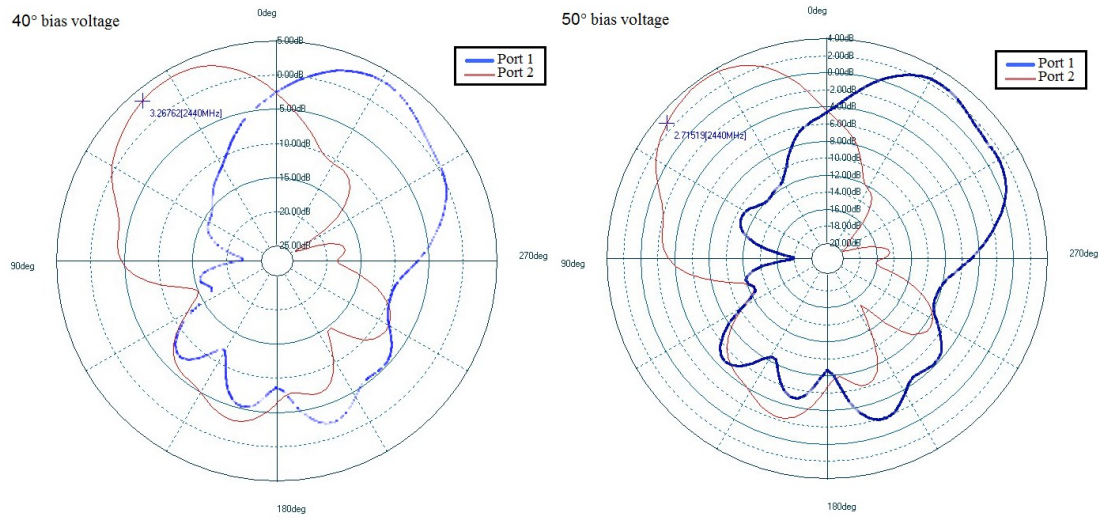 40° bias voltage
0deg
5.00dB
0.00dB
5.00dB
10.00dB
15.00dB
20.00dB
25.00dB
Port 1
Port 2
3.26762[2440MHz]
90deg
270deg
180deg
50° bias voltage
0deg
4.00dB
2.00dB
0.00dB
4.00dB
6.00dB
8.00dB
10.00dB
12.00dB
14.00dB
16.00dB
18.00dB
20.00dB
Port 1
Port 2
2.71519[2440MHz]
90deg
270deg
180deg